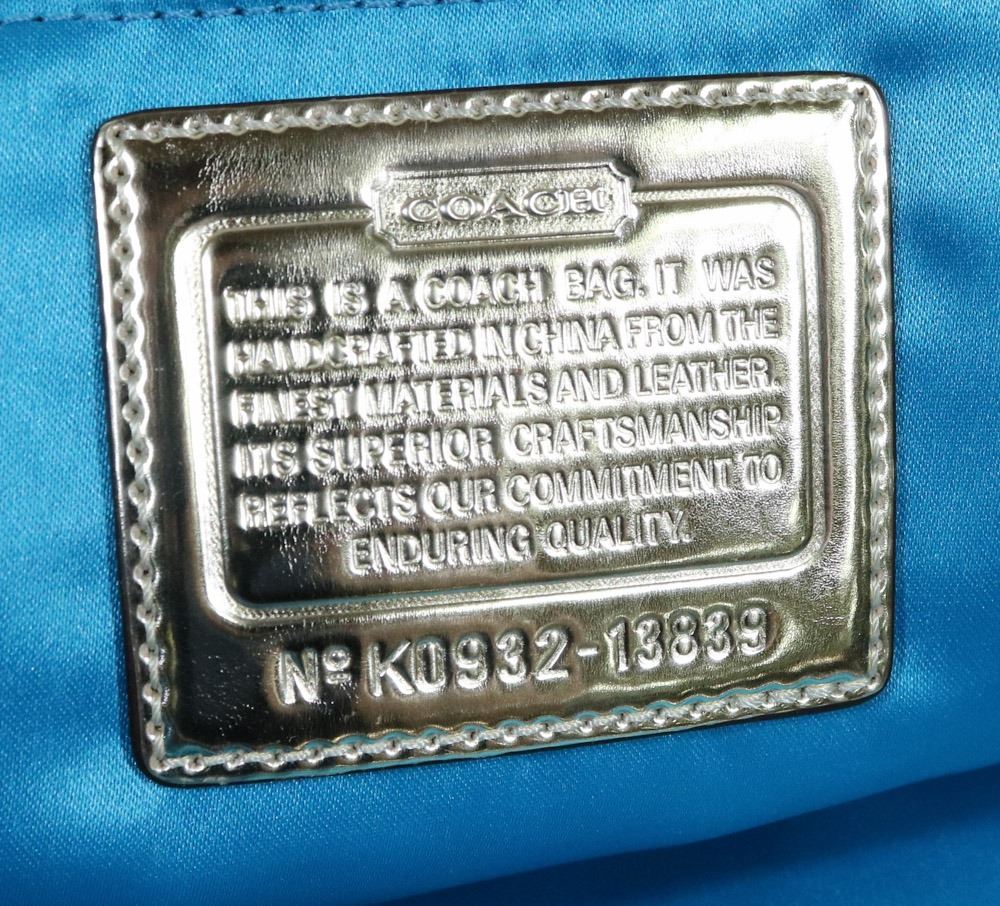 COACH
THIS IS A COACH BAG. IT WAS
HANDCRAFTED IN CHINA FROM THE
FINEST MATERIALS AND LEATHER.
ITS SUPERIOR CRAFTSMANSHIP
REFLECTS OUR COMMITMENT TO
ENDURING QUALITY.
Nº K0932-13839